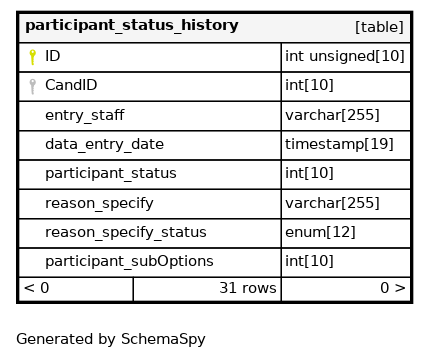 participant_status_history [table]
ID int unsigned[10]
CandID int[10]
entry_staff varchar[255]
data_entry_date timestamp[19]
participant_status int[10]
reason_specify varchar[255]
reason_specify_status enum[12]
participant_subOptions int[10]
< 0 31 rows 0 >
Generated by SchemaSpy